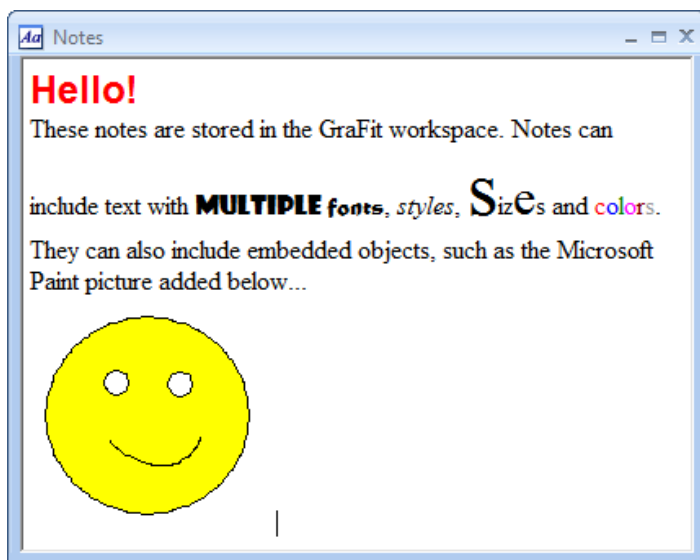 Aa Notes
Hello!
These notes are stored in the GraFit workspace. Notes can
include text with MULTIPLE fonts, styles, Sizes and colors.
They can also include embedded objects, such as the Microsoft
Paint picture added below...